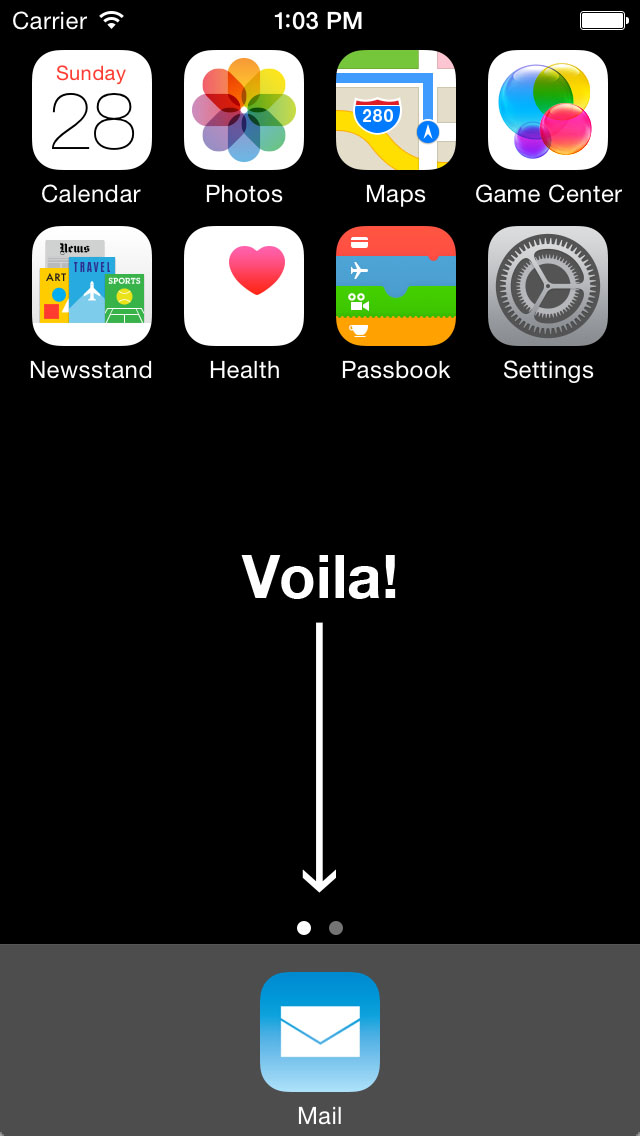 Carrier 1:03 PM
Sunday
28
280
Calendar Photos Maps Game Center
News
ART TRAVEL SPORTS
Newsstand Health Passbook Settings
Voila!
Mail